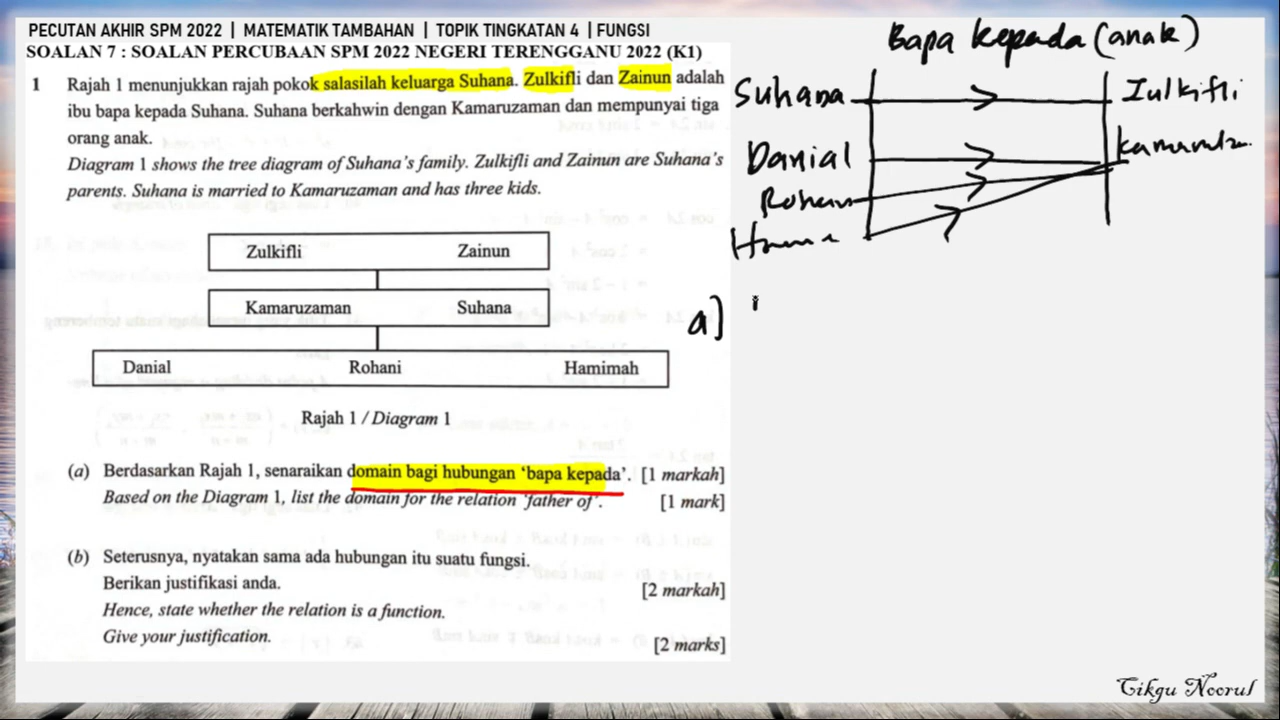 PECUTAN AKHIR SPM 2022 | MATEMATIK TAMBAHAN | TOPIK TINGKATAN 4 | FUNGSI
SOALAN 7 : SOALAN PERCUBAAN SPM 2022 NEGERI TERENGGANU 2022 (K1)
1 Rajah 1 menunjukkan rajah pokok salasilah keluarga Suhana. Zulkifli dan Zainun adalah
ibu bapa kepada Suhana. Suhana berkahwin dengan Kamaruzaman dan mempunyai tiga
orang anak.
Diagram 1 shows the tree diagram of Suhana's family. Zulkifli and Zainun are Suhana's
parents. Suhana is married to Kamaruzaman and has three kids.
Zulkifli Zainun
Kamaruzaman Suhana
Danial Rohani Hamimah
Rajah 1 / Diagram 1
(a) Berdasarkan Rajah 1, senaraikan domain bagi hubungan 'bapa kepada'. [1 markah]
Based on the Diagram 1, list the domain for the relation 'father of'. [1 mark]
(b) Seterusnya, nyatakan sama ada hubungan itu suatu fungsi.
Berikan justifikasi anda. [2 markah]
Hence, state whether the relation is a function.
Give your justification. [2 marks]
Bapa kepada (anak)
Suhana Zulkifli
Danial
a]
Cikgu Noorul